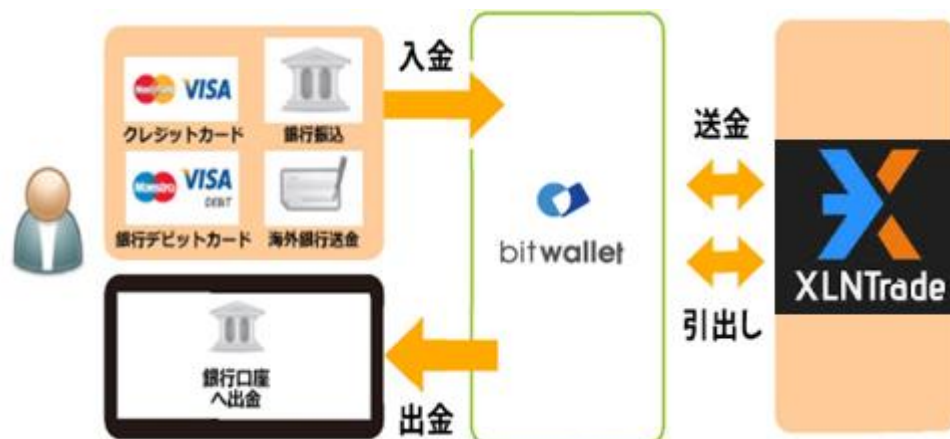 入金
MasterCard VISA
クレジットカード
銀行振込
Maestro VISA
DEBIT
銀行デビットカード
海外銀行送金
bitwallet
送金
引出し
XLNTrade
銀行口座
へ出金
出金